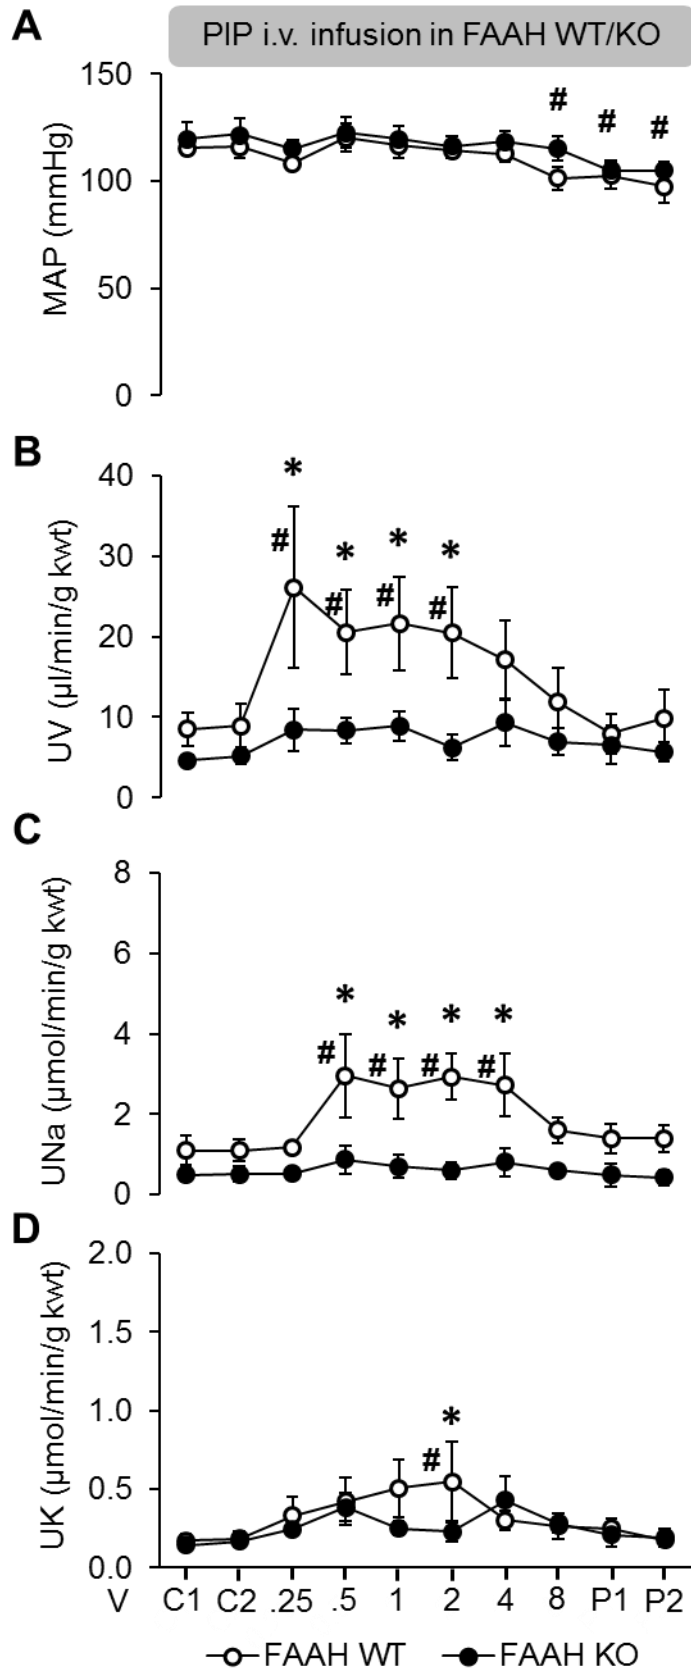 A
PIP i.v. infusion in FAAH WT/KO
150
100
50
0
MAP (mmHg)
# # #
B
40
30
20
10
0
UV (µl/min/g kwt)
* * * *
# # # #
C
8
6
4
2
0
UNa (µmol/min/g kwt)
* * * *
# # # #
D
2.0
1.5
1.0
0.5
0.0
UK (µmol/min/g kwt)
*
#
V C1 C2 .25 .5 1 2 4 8 P1 P2
FAAH WT FAAH KO